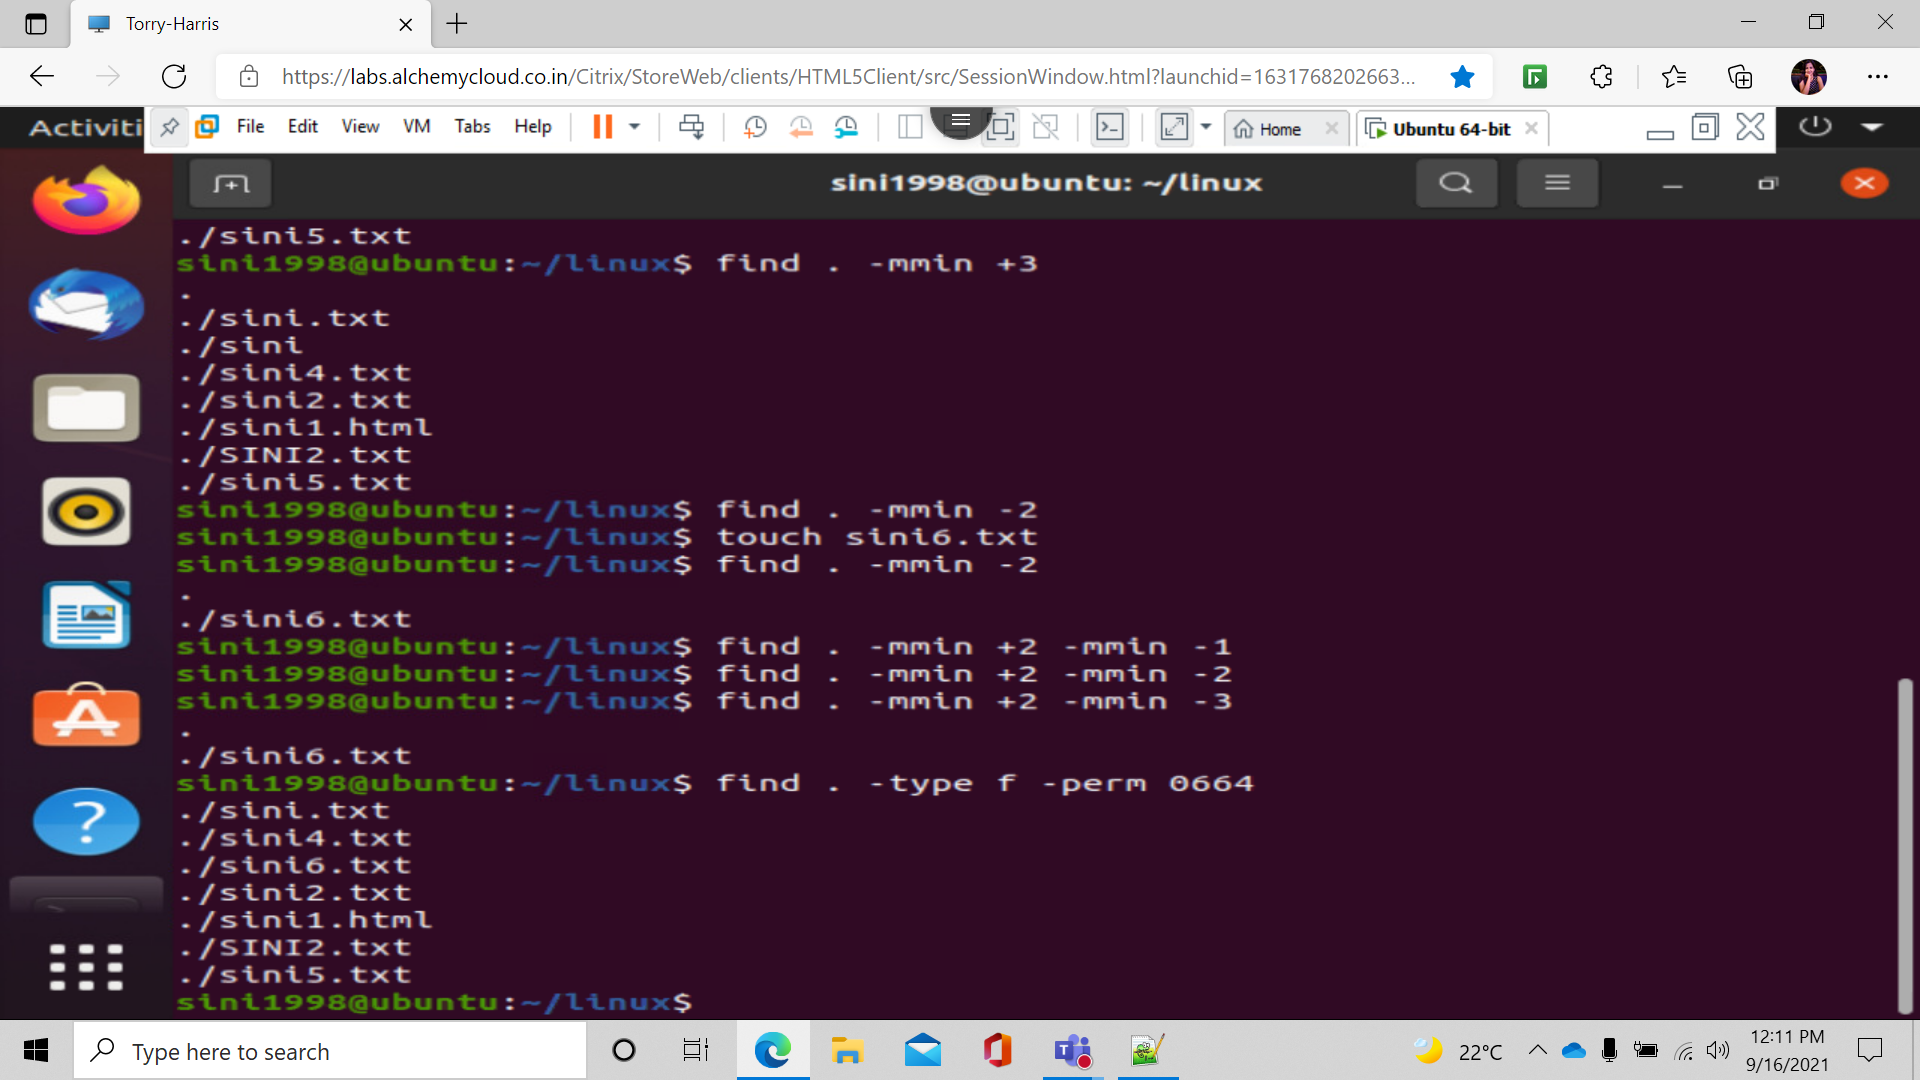 Torry-Harris
https://labs.alchemycloud.co.in/Citrix/StoreWeb/clients/HTML5Client/src/SessionWindow.html?launchid=1631768202663...
Activiti
File Edit View VM Tabs Help
Home
Ubuntu 64-bit
sini1998@ubuntu: ~/linux
./sini5.txt
sini1998@ubuntu:~/linux$ find . -mmin +3
.
./sini.txt
./sini
./sini4.txt
./sini2.txt
./sini1.html
./SINI2.txt
./sini5.txt
sini1998@ubuntu:~/linux$ find . -mmin -2
sini1998@ubuntu:~/linux$ touch sini6.txt
sini1998@ubuntu:~/linux$ find . -mmin -2
.
./sini6.txt
sini1998@ubuntu:~/linux$ find . -mmin +2 -mmin -1
sini1998@ubuntu:~/linux$ find . -mmin +2 -mmin -2
sini1998@ubuntu:~/linux$ find . -mmin +2 -mmin -3
.
./sini6.txt
sini1998@ubuntu:~/linux$ find . -type f -perm 0664
./sini.txt
./sini4.txt
./sini6.txt
./sini2.txt
./sini1.html
./SINI2.txt
./sini5.txt
sini1998@ubuntu:~/linux$
Type here to search
22°C
12:11 PM
9/16/2021